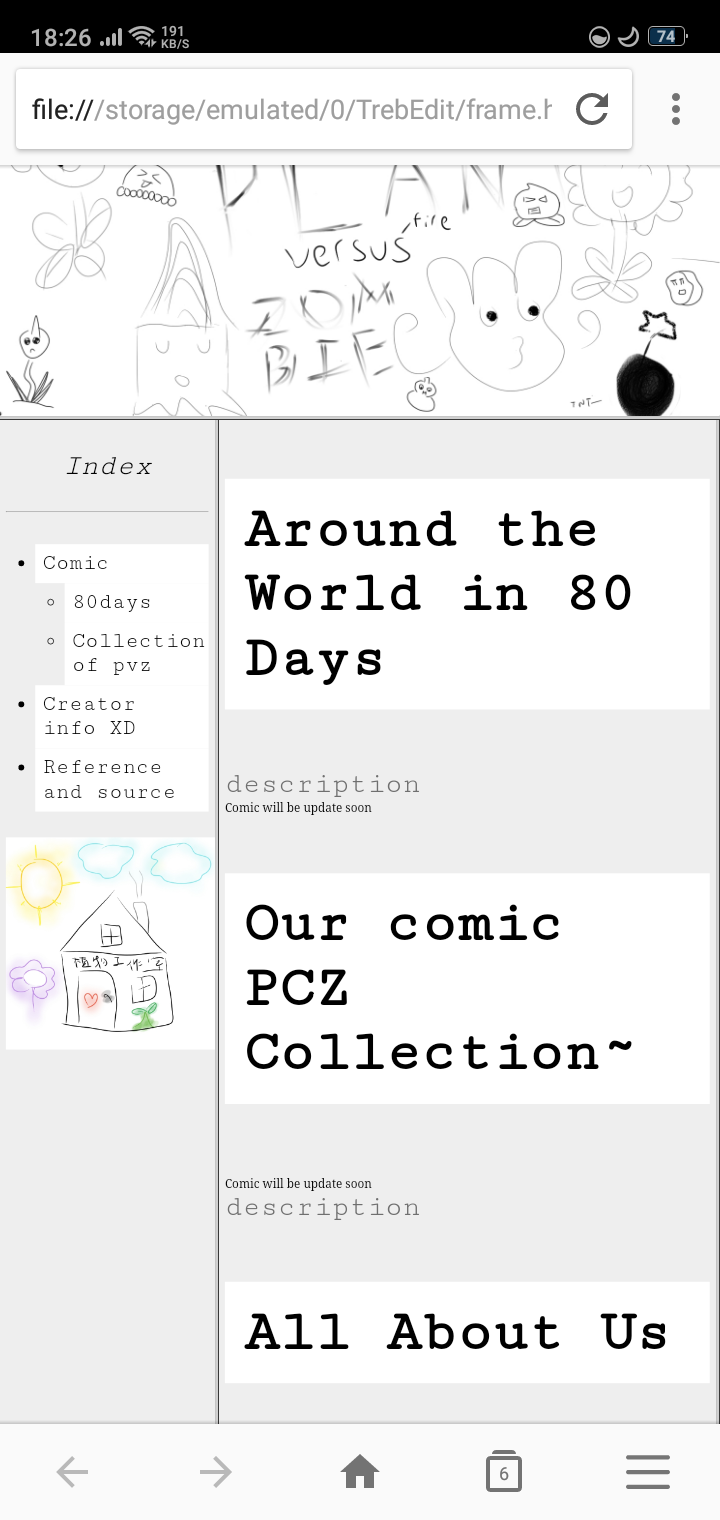 18:26
191
KB/S
74
file:///storage/emulated/0/TrebEdit/frame.h
PLAN
versus
fire
ZOM
BIE
TNT
Index
Comic
80days
Collection
of pvz
Creator
info XD
Reference
and source
植物工作室
Around the
World in 80
Days
description
Comic will be update soon
Our comic
PCZ
Collection~
Comic will be update soon
description
All About Us
6